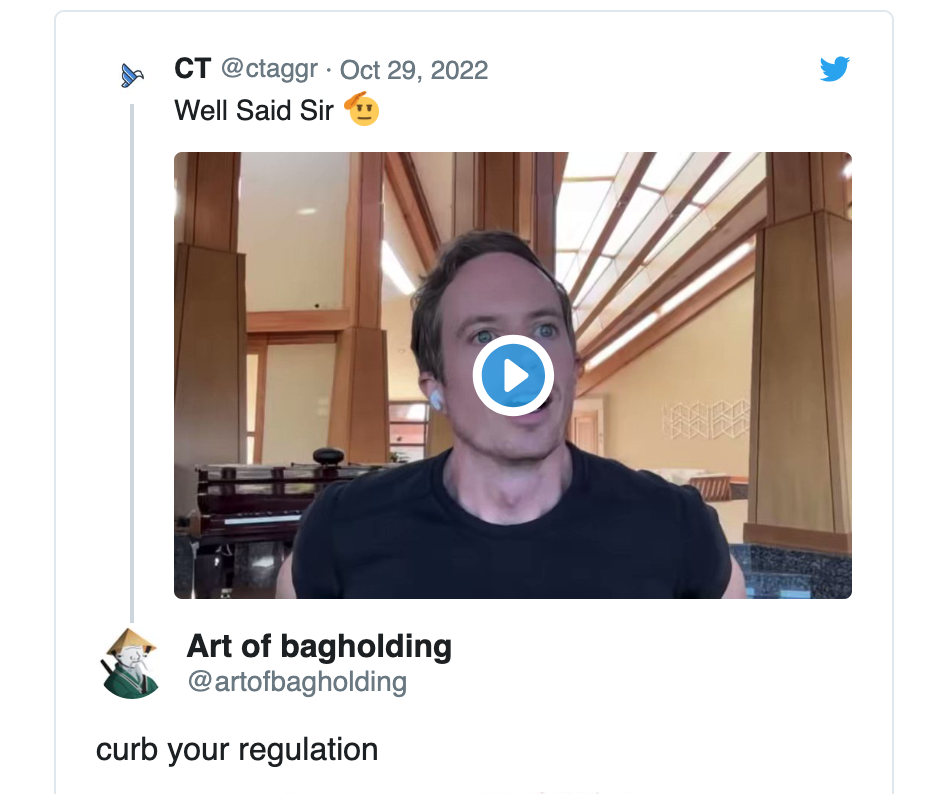 CT @ctaggr · Oct 29, 2022
Well Said Sir 🫡
Art of bagholding
@artofbagholding
curb your regulation